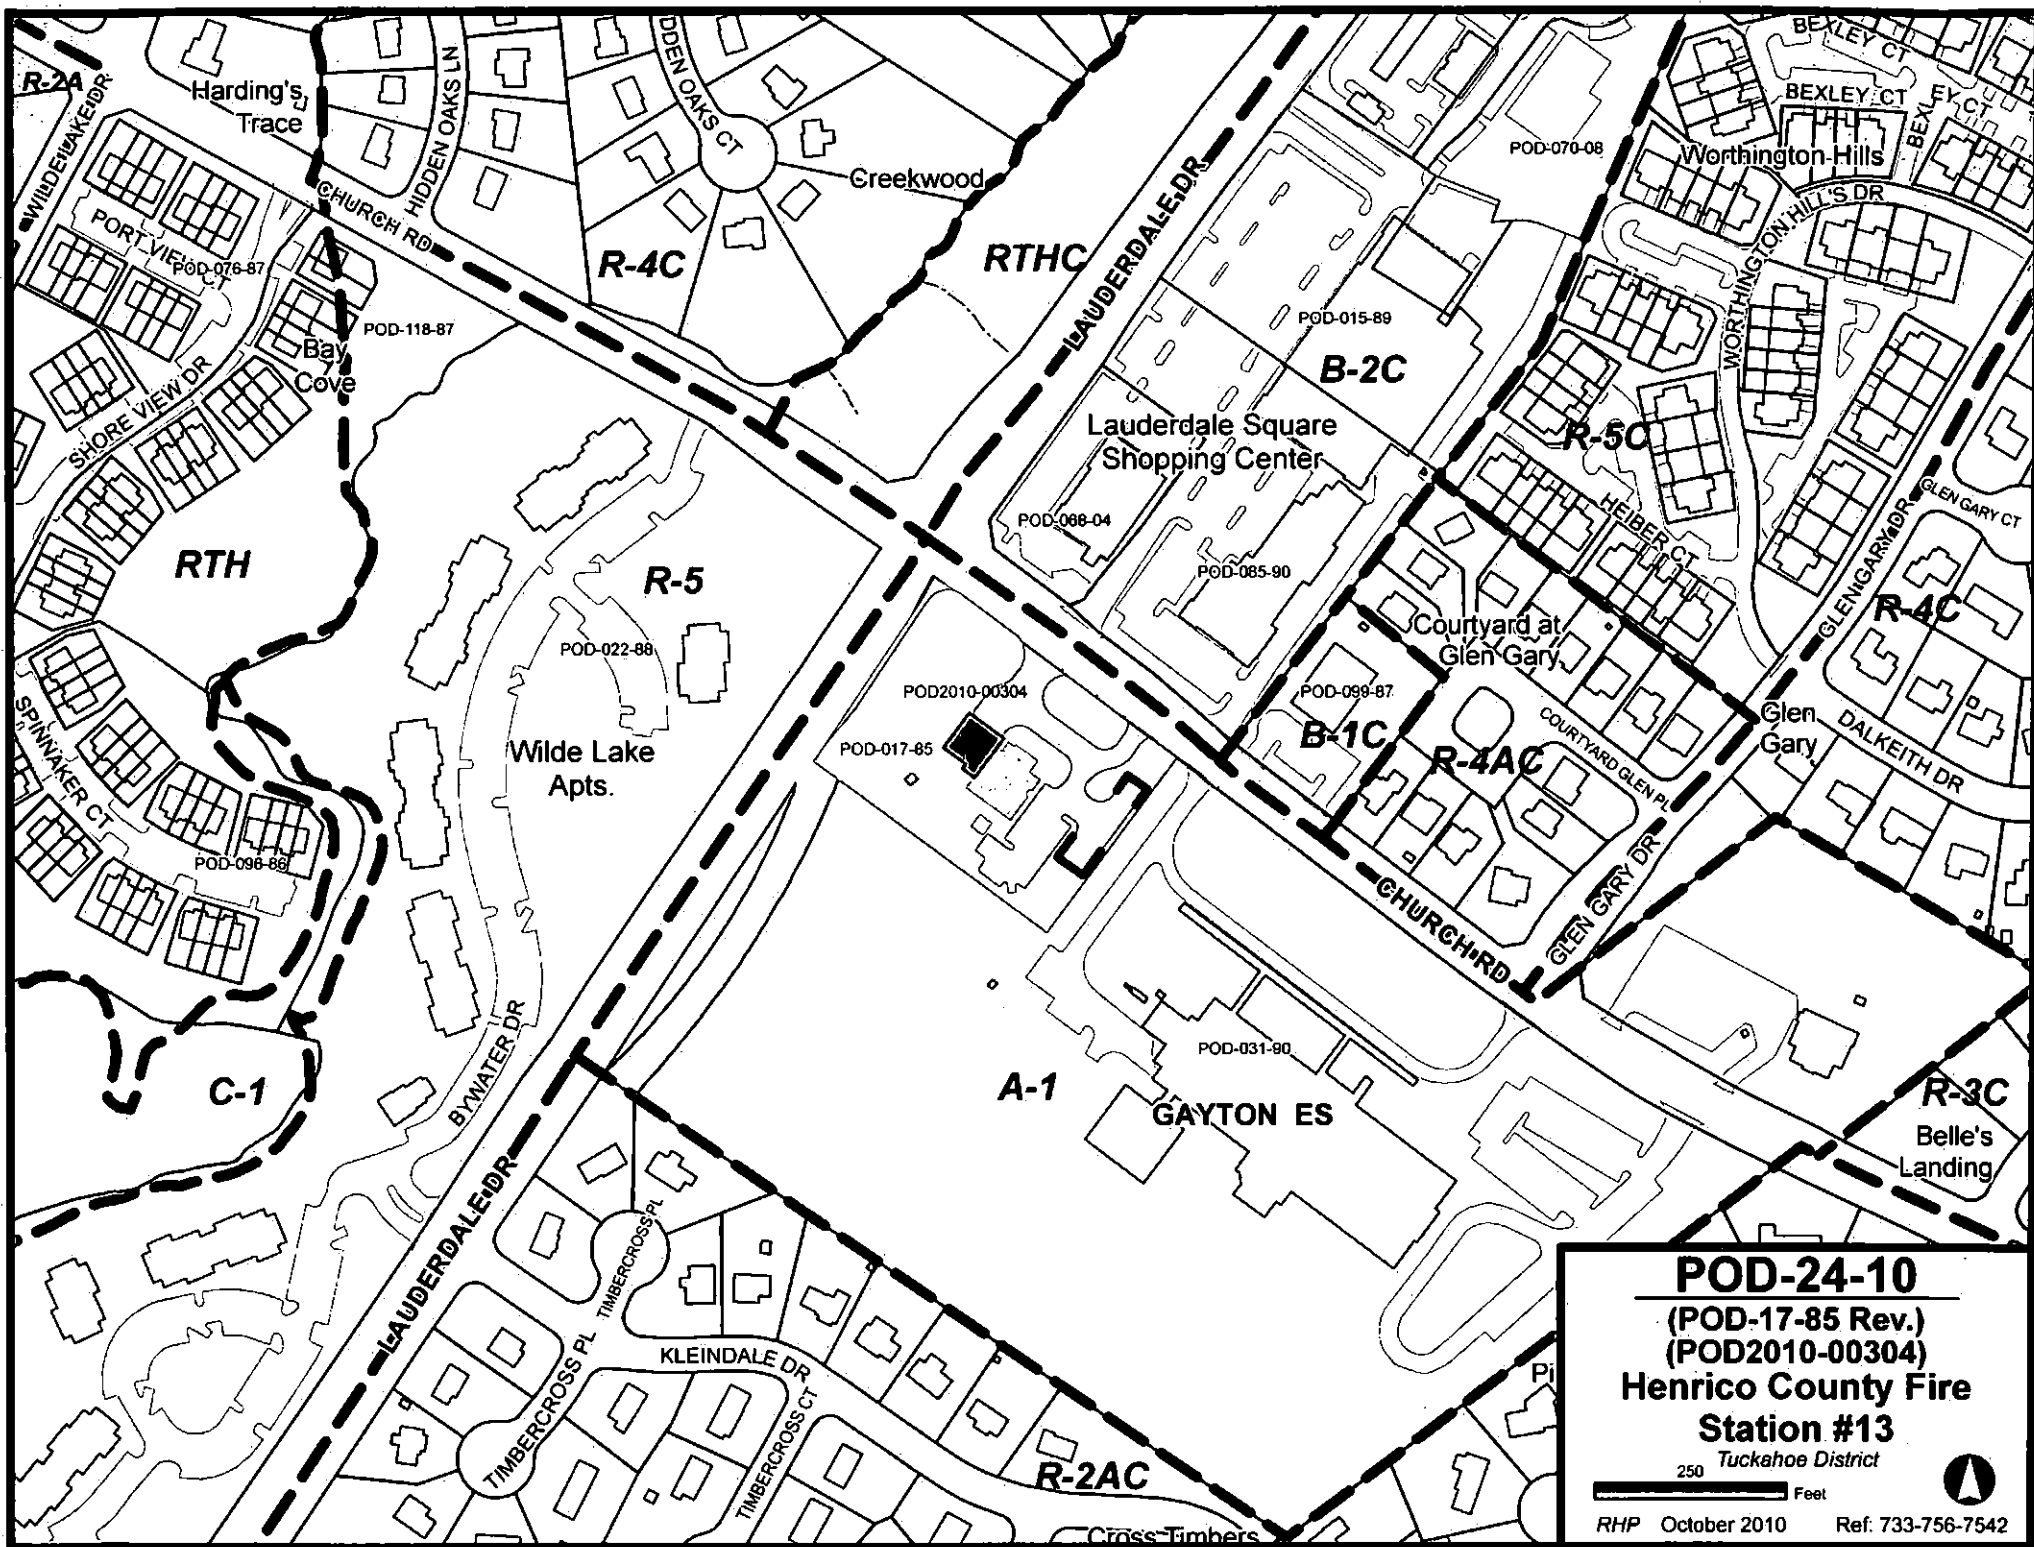 R-2A
WILDE LAKE DR
Harding's
Trace
HIDDEN OAKS LN
DDEN OAKS CT
Creekwood
CHURCH RD
PORT VIEW CT
POD-076-87
POD-118-87
Bay
Cove
SHORE VIEW DR
R-4C
RTHC
LAUDERDALE DR
POD-070-08
BEXLEY CT
BEXLEY CT
EY CT
BEXLEY
Worthington Hills
WORTHINGTON HILLS DR
WORTHINGTON
POD-015-89
B-2C
Lauderdale Square
Shopping Center
POD-068-04
POD-085-90
R-5C
HEIBER CT
GLEN GARY CT
GLEN GARY DR
R-4C
RTH
R-5
POD-022-88
Wilde Lake
Apts.
POD2010-00304
POD-017-85
Courtyard at
Glen Gary
POD-099-87
B-1C
R-4AC
COURTYARD GLEN PL
Glen
Gary
DALKEITH DR
GLEN GARY DR
CHURCH RD
SPINNAKER CT
POD-096-86
C-1
BYWATER DR
LAUDERDALE DR
A-1
POD-031-90
GAYTON ES
R-3C
Belle's
Landing
TIMBERCROSS PL
TIMBERCROSS PL
KLEINDALE DR
TIMBERCROSS CT
R-2AC
Cross Timbers
Pi
POD-24-10
(POD-17-85 Rev.)
(POD2010-00304)
Henrico County Fire
Station #13
Tuckahoe District
250
Feet
RHP October 2010 Ref: 733-756-7542